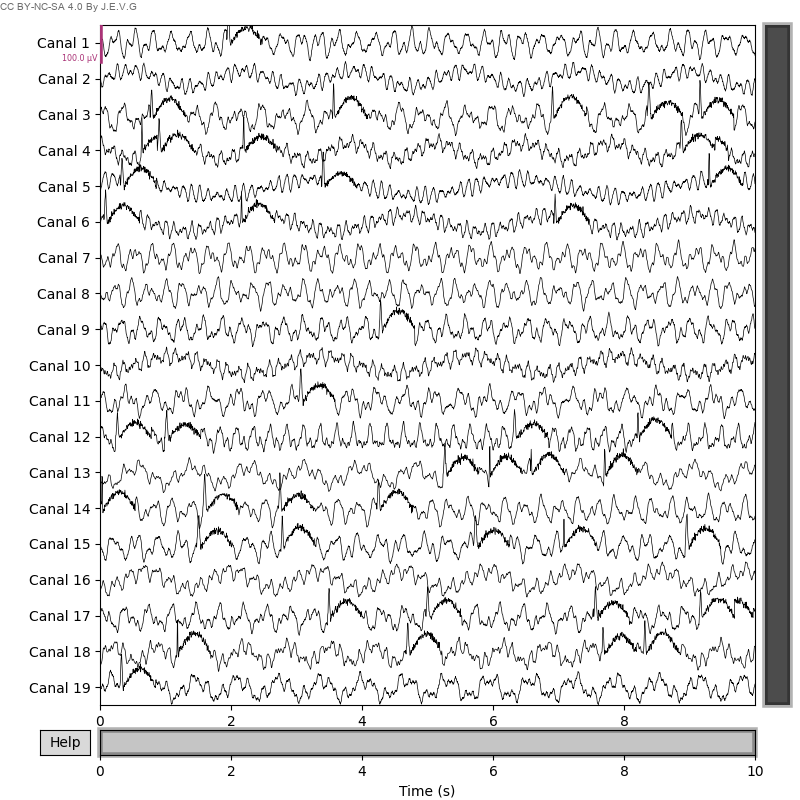 CC BY-NC-SA 4.0 By J.E.V.G
Canal 1
100.0 µV
Canal 2
Canal 3
Canal 4
Canal 5
Canal 6
Canal 7
Canal 8
Canal 9
Canal 10
Canal 11
Canal 12
Canal 13
Canal 14
Canal 15
Canal 16
Canal 17
Canal 18
Canal 19
0 2 4 6 8
Help
0 2 4 6 8 10
Time (s)